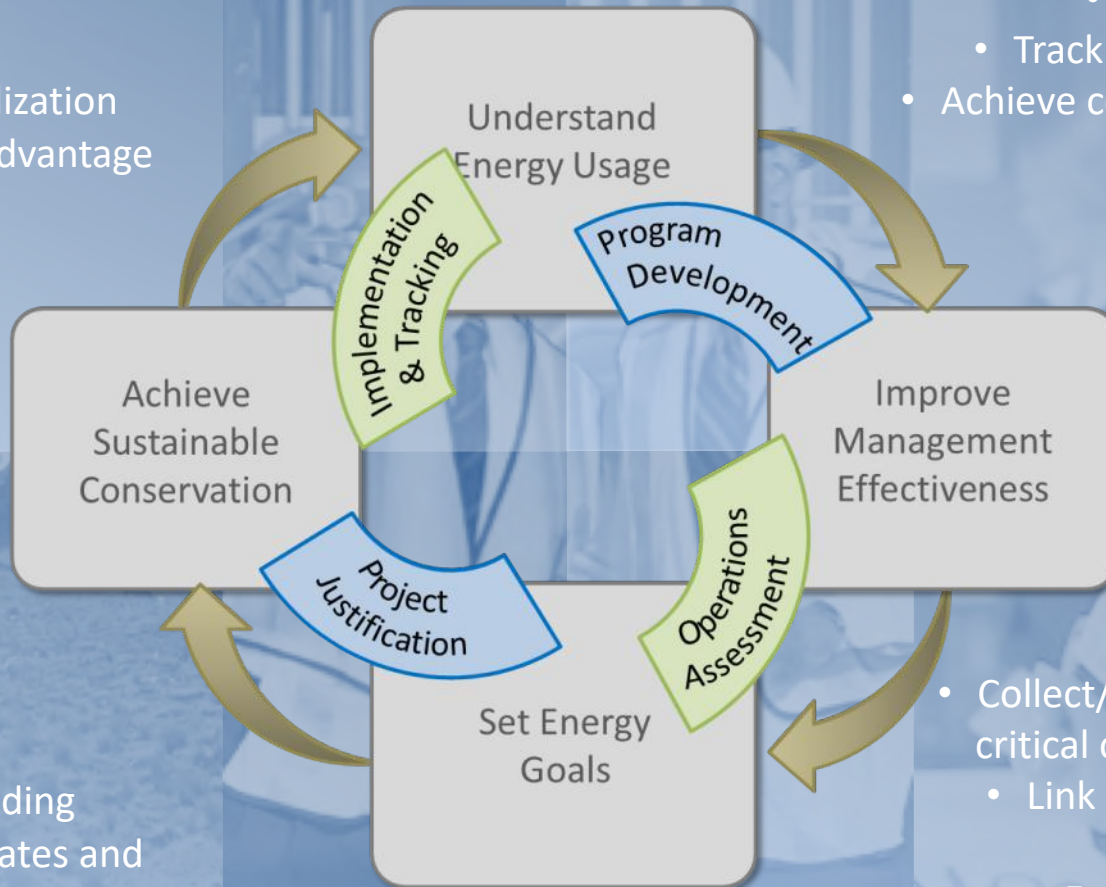 Track
Achieve c
lization
dvantage
Understand
Energy Usage
Implementation
& Tracking
Program
Development
Achieve
Sustainable
Conservation
Improve
Management
Effectiveness
Project
Justification
Operations
Assessment
Set Energy
Goals
Collect/
critical c
Link
ding
ates and